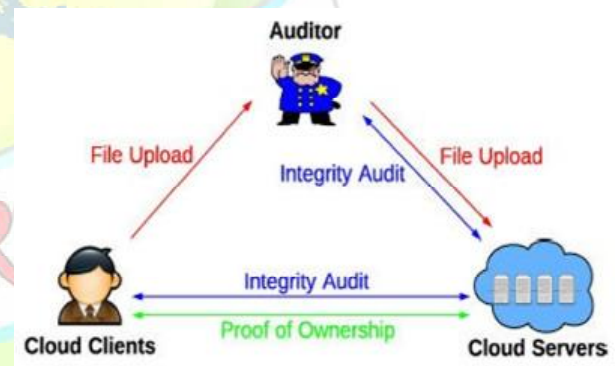 Auditor
File Upload
File Upload
Integrity Audit
Integrity Audit
Proof of Ownership
Cloud Clients
Cloud Servers